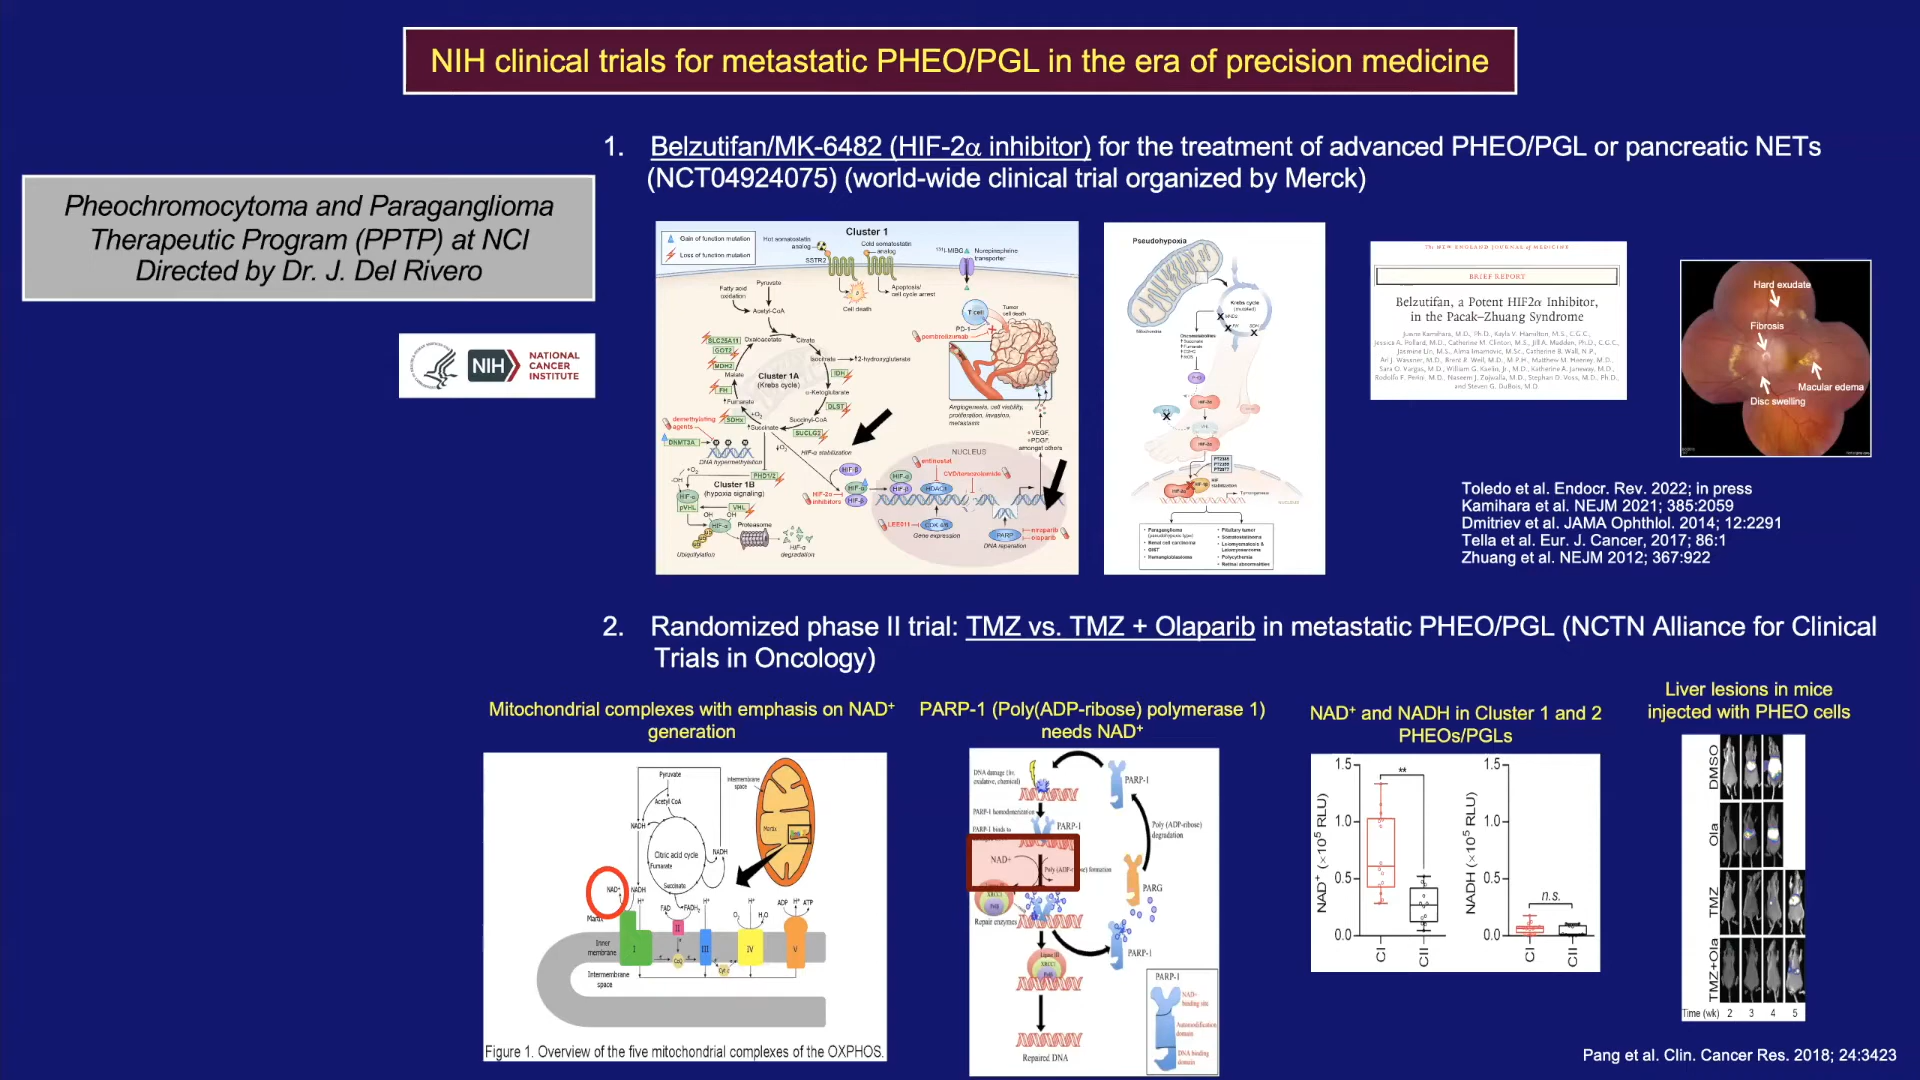 NIH clinical trials for metastatic PHEO/PGL in the era of precision medicine
Pheochromocytoma and Paraganglioma
Therapeutic Program (PPTP) at NCI
Directed by Dr. J. Del Rivero
NIH
NATIONAL
CANCER
INSTITUTE
1. Belzutifan/MK-6482 (HIF-2α inhibitor) for the treatment of advanced PHEO/PGL or pancreatic NETs
(NCT04924075) (world-wide clinical trial organized by Merck)
Cluster 1
Gain of function mutation
Loss of function mutation
Hot somatostatin
analog
Cold somatostatin
analog
SSTR2
Norepinephrine
transporter
Cell death
Apoptosis/
cell cycle arrest
Fatty acid
oxidation
Pyruvate
Acetyl-CoA
Oxaloacetate
Citrate
Isocitrate
2-hydroxyglutarate
SLC25A11
GOT2
MDH2
Malate
FH
Fumarate
SDHx
Succinate
Cluster 1A
(Krebs cycle)
IDH
α-Ketoglutarate
DLST
Succinyl-CoA
SUCLG2
T cell
PD-1
pembrolizumab
Tumor
cell death
Angiogenesis, cell viability,
proliferation, invasion,
metastasis
VEGF,
PDGF,
amongst others
demethylating
agents
DNMT3A
DNA hypermethylation
HIF-α stabilization
PHD1/2
Cluster 1B
(hypoxia signaling)
HIF-α
pVHL
VHL
OH
OH
Ubiquitylation
Proteasome
HIF-α
degradation
HIF-2α
inhibitors
HIF-β
HIF-α
HIF-β
NUCLEUS
entinostat
HDAC1
CVD/temozolomide
LEE011
CDK 4/6
Gene expression
PARP
DNA reparation
niraparib
olaparib
Pseudohypoxia
Mitochondria
Krebs cycle
(mutated)
• Paraganglioma
(pseudohypoxic type)
• Renal cell carcinoma
• GIST
• Hemangioblastoma
• Pituitary tumor
• Somatostatinoma
• Leiomyomatosis &
Leiomyosarcoma
• Polycythemia
• Retinal abnormalities
The NEW ENGLAND JOURNAL of MEDICINE
BRIEF REPORT
Belzutifan, a Potent HIF2α Inhibitor,
in the Pacak–Zhuang Syndrome
Hard exudate
Fibrosis
Macular edema
Disc swelling
Toledo et al. Endocr. Rev. 2022; in press
Kamihara et al. NEJM 2021; 385:2059
Dmitriev et al. JAMA Ophthlol. 2014; 12:2291
Tella et al. Eur. J. Cancer, 2017; 86:1
Zhuang et al. NEJM 2012; 367:922
2. Randomized phase II trial: TMZ vs. TMZ + Olaparib in metastatic PHEO/PGL (NCTN Alliance for Clinical
Trials in Oncology)
Mitochondrial complexes with emphasis on NAD⁺
generation
Pyruvate
Acetyl CoA
NADH
Citric acid cycle
NADH
Fumarate
Succinate
NAD⁺
NADH
H⁺
FAD
FADH₂
H⁺
O₂
H⁺
H₂O
ADP
H⁺
ATP
Intermembrane
space
Matrix
Inner
membrane
Intermembrane
space
I
II
III
IV
V
CoQ
Cyt c
Figure 1. Overview of the five mitochondrial complexes of the OXPHOS.
PARP-1 (Poly(ADP-ribose) polymerase 1)
needs NAD⁺
DNA damage (Irr,
oxidative, chemical)
PARP-1
PARP-1 homodimerization
PARP-1 binds to
PARP-1
Poly (ADP-ribose)
degradation
NAD+
PARG
Repair enzymes
PARP-1
Ligase III
XRCC1
Repaired DNA
PARP-1
NAD+
binding site
Automodification
domain
DNA binding
domain
NAD⁺ and NADH in Cluster 1 and 2
PHEOs/PGLs
NAD⁺ (×10⁵ RLU)
1.5
1.0
0.5
0.0
**
CI
CII
NADH (×10⁵ RLU)
1.5
1.0
0.5
0.0
n.s.
CI
CII
Liver lesions in mice
injected with PHEO cells
DMSO
Ola
TMZ
TMZ+Ola
Time (wk) 2 3 4 5
Pang et al. Clin. Cancer Res. 2018; 24:3423